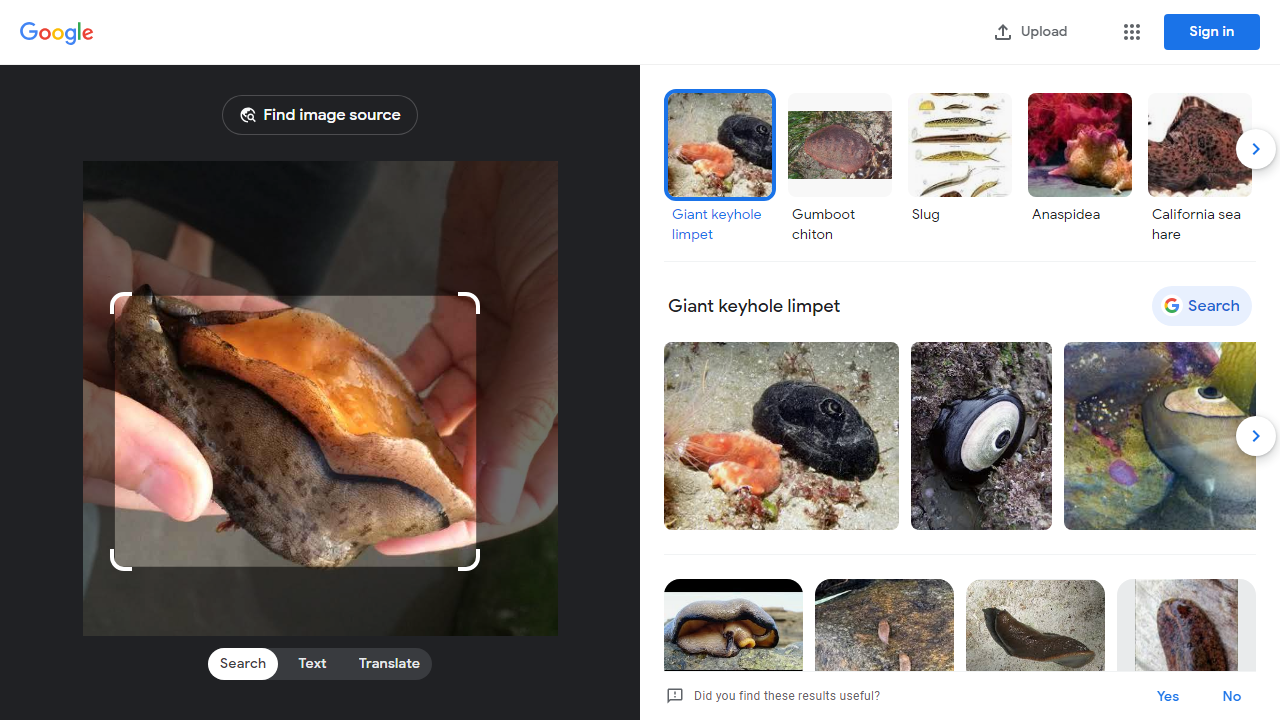 Google
Upload
Sign in
Find image source
Giant keyhole
limpet
Gumboot
chiton
Slug
Anaspidea
California sea
hare
Giant keyhole limpet
Search
Search
Text
Translate
Did you find these results useful?
Yes
No